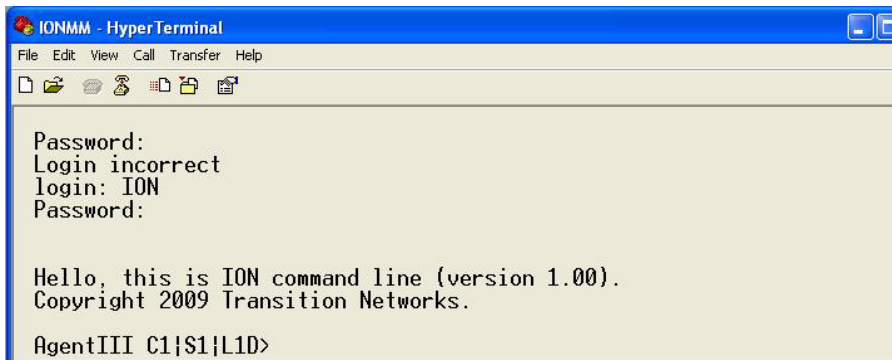 IONMM - HyperTerminal
File Edit View Call Transfer Help
Password:
Login incorrect
login: ION
Password:
Hello, this is ION command line (version 1.00).
Copyright 2009 Transition Networks.
AgentIII C1|S1|L1D>